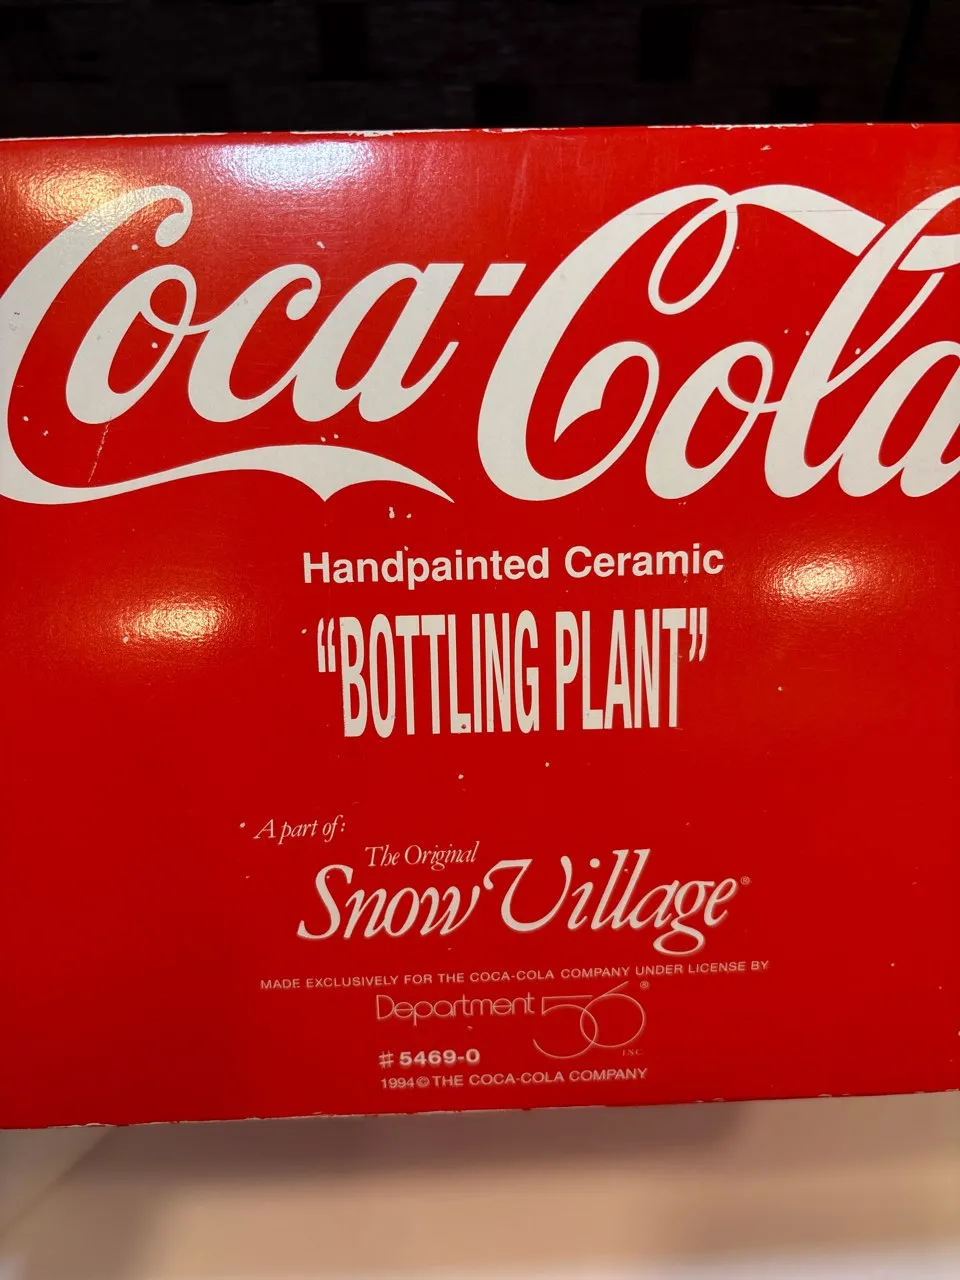 Coca-Cola
Handpainted Ceramic
"BOTTLING PLANT"
A part of:
The Original
Snow Village®
MADE EXCLUSIVELY FOR THE COCA-COLA COMPANY UNDER LICENSE BY
Department 56®
INC.
#5469-0
1994© THE COCA-COLA COMPANY